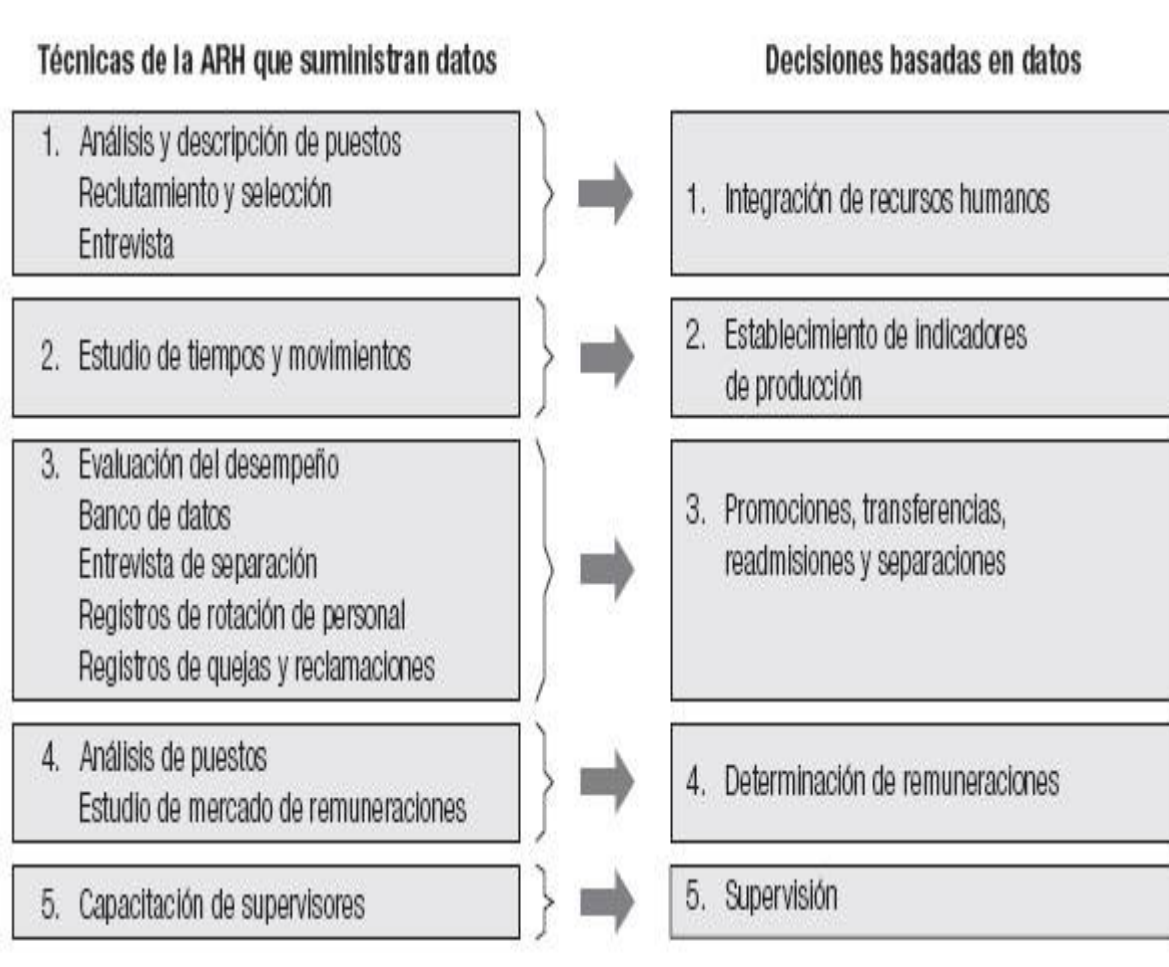 Técnicas de la ARH que suministran datos
Decisiones basadas en datos
1. Análisis y descripción de puestos
Reclutamiento y selección
Entrevista
1. Integración de recursos humanos
2. Estudio de tiempos y movimientos
2. Establecimiento de indicadores
de producción
3. Evaluación del desempeño
Banco de datos
Entrevista de separación
Registros de rotación de personal
Registros de quejas y reclamaciones
3. Promociones, transferencias,
readmisiones y separaciones
4. Análisis de puestos
Estudio de mercado de remuneraciones
4. Determinación de remuneraciones
5. Capacitación de supervisores
5. Supervisión